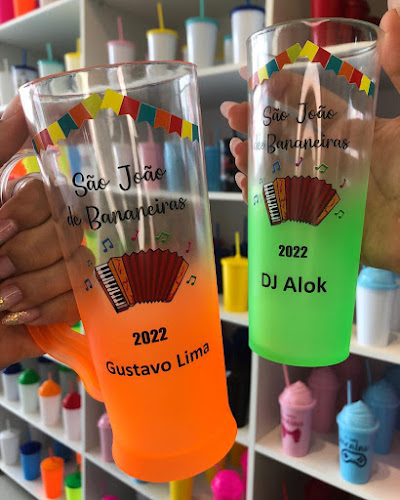 São João
de Bananeiras
2022
Gustavo Lima
São João
de Bananeiras
2022
DJ Alok